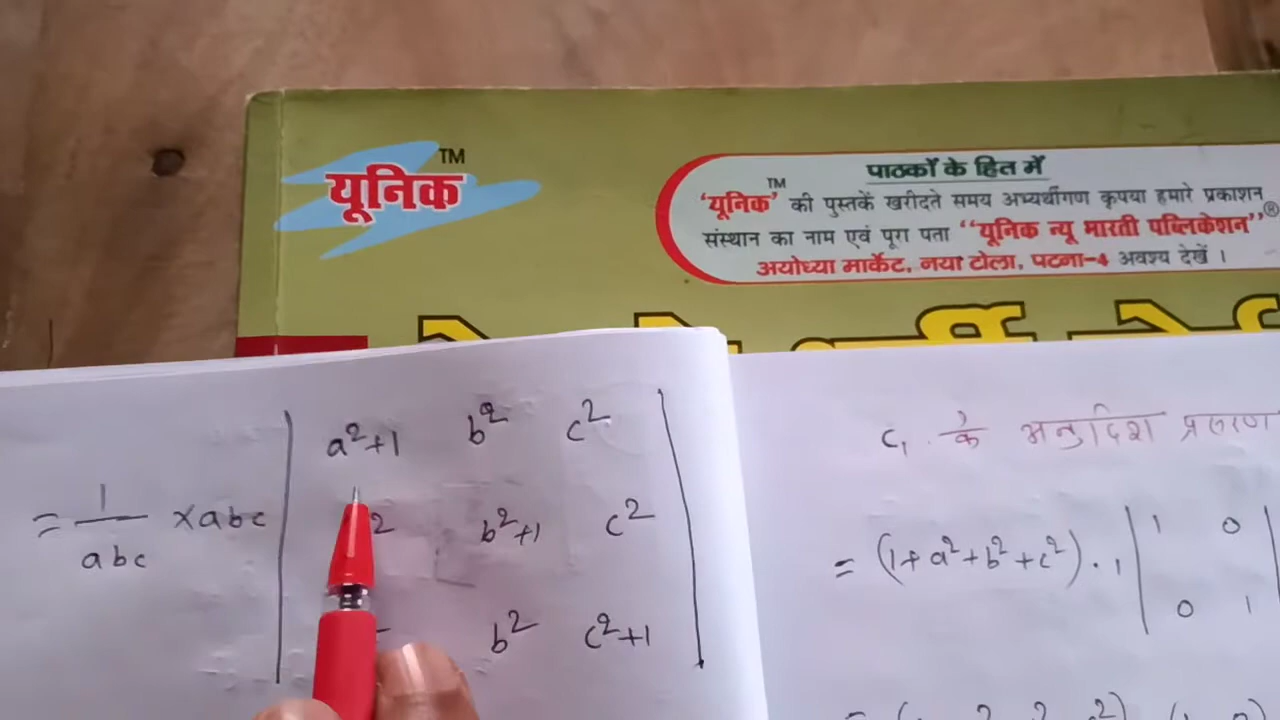 यूनिक TM
पाठकों के हित में
'यूनिक' TM की पुस्तकें खरीदते समय अभ्यर्थीगण कृपया हमारे प्रकाशन
संस्थान का नाम एवं पूरा पता "यूनिक न्यू भारती पब्लिकेशन" ®
अयोध्या मार्केट, नया टोला, पटना-4 अवश्य देखें ।
a²+1 b² c²
= 1/abc × abc 2 b²+1 c²
b² c²+1
C₁ के अनुदिश प्रसरण
= (1+a²+b²+c²) . 1 | 1 0
0 1